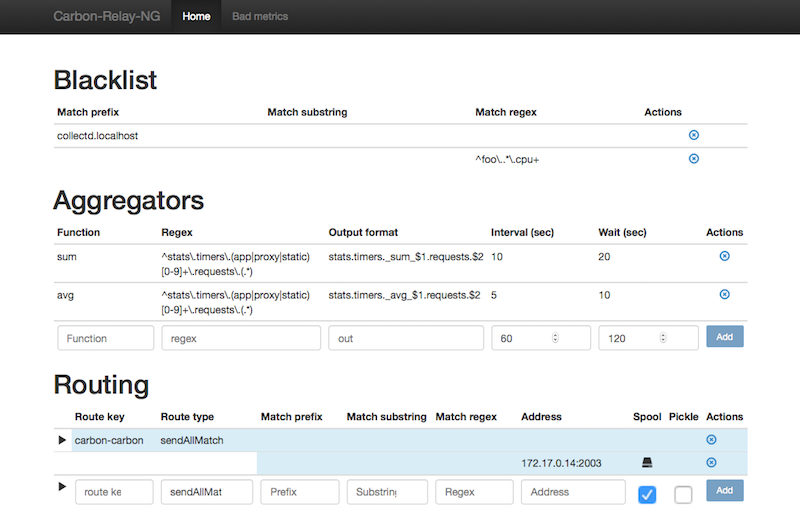 Carbon-Relay-NG Home Bad metrics
Blacklist
Match prefix Match substring Match regex Actions
collectd.localhost
^foo\..*\.cpu+
Aggregators
Function Regex Output format Interval (sec) Wait (sec) Actions
sum ^stats\.timers\.(app|proxy|static) stats.timers._sum_$1.requests.$2 10 20
[0-9]+\.requests\.(.*)
avg ^stats\.timers\.(app|proxy|static) stats.timers._avg_$1.requests.$2 5 10
[0-9]+\.requests\.(.*)
Function regex out 60 120 Add
Routing
Route key Route type Match prefix Match substring Match regex Address Spool Pickle Actions
carbon-carbon sendAllMatch
172.17.0.14:2003
route ke sendAllMat Prefix Substring Regex Address Add